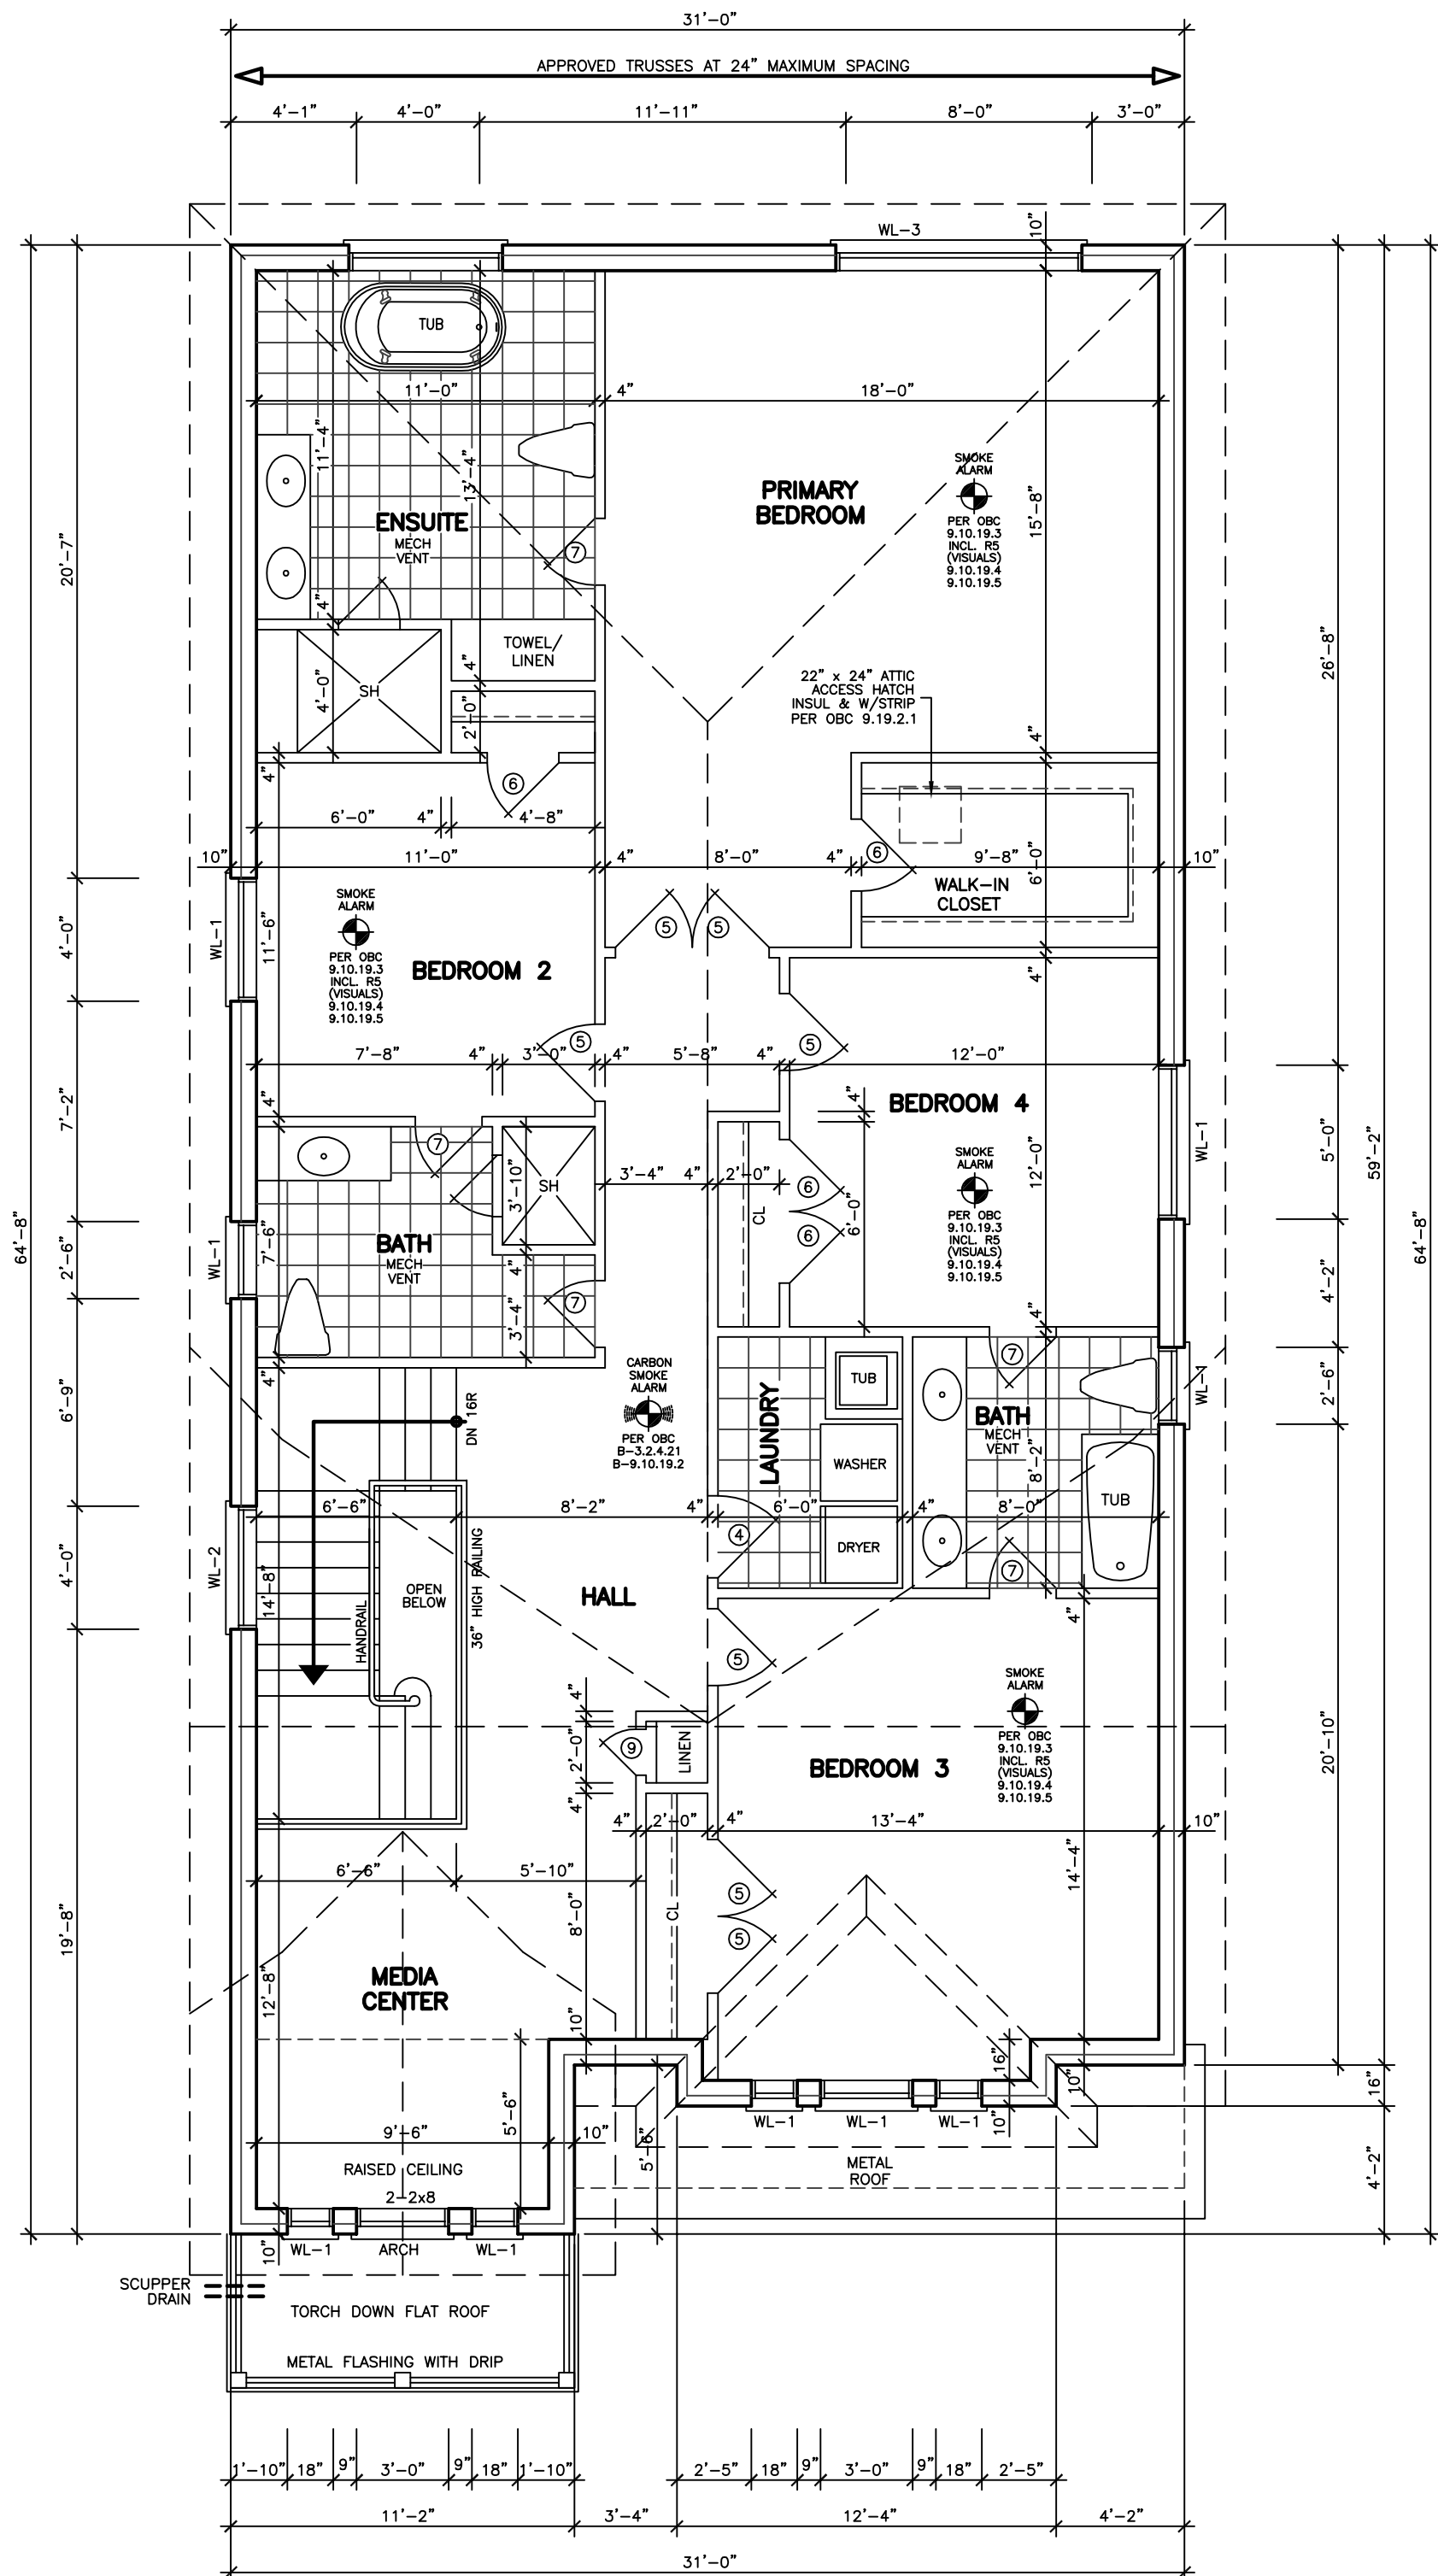 31'-0"
APPROVED TRUSSES AT 24" MAXIMUM SPACING
4'-1" 4'-0" 11'-11" 8'-0" 3'-0"
WL-3
10"
TUB
11'-0" 4" 18'-0"
11'-4"
13'-4"
SMOKE
ALARM
PER OBC
9.10.19.3
INCL. R5
(VISUALS)
9.10.19.4
9.10.19.5
PRIMARY
BEDROOM
15'-8"
ENSUITE
MECH
VENT
7
20'-7"
4"
TOWEL/
LINEN
4"
26'-8"
SH
4'-0"
2'-0"
22" x 24" ATTIC
ACCESS HATCH
INSUL & W/STRIP
PER OBC 9.19.2.1
4"
4"
6
6'-0" 4" 4'-8"
10" 11'-0" 4" 8'-0" 4" 6 9'-8" 6'-0" 10"
WALK-IN
CLOSET
SMOKE
ALARM
PER OBC
9.10.19.3
INCL. R5
(VISUALS)
9.10.19.4
9.10.19.5
WL-1
4'-0"
11'-6"
BEDROOM 2
5 5
4"
5
5
7'-8" 4" 3'-0" 4" 5'-8" 4" 12'-0"
4"
7'-2"
4"
BEDROOM 4
7
WL-1
5'-0"
59'-2"
12'-0"
SMOKE
ALARM
PER OBC
9.10.19.3
INCL. R5
(VISUALS)
9.10.19.4
9.10.19.5
3'-4" 4" 2'-0"
6
6
CL
6'-0"
SH
3'-10"
64'-8"
64'-8"
2'-6"
WL-1
7'-6"
BATH
MECH
VENT
4"
7
3'-4"
4'-2"
4"
4"
7
CARBON
SMOKE
ALARM
PER OBC
B-3.2.4.21
B-9.10.19.2
DN 16R
6'-9"
LAUNDRY
TUB
WASHER
DRYER
BATH
MECH
VENT
8'-2"
WL-1
2'-6"
TUB
6'-6" 8'-2" 4" 6'-0" 4" 8'-0"
4
7
4"
WL-2
4'-0"
14'-8"
HANDRAIL
OPEN
BELOW
36" HIGH RAILING
HALL
5
SMOKE
ALARM
PER OBC
9.10.19.3
INCL. R5
(VISUALS)
9.10.19.4
9.10.19.5
4"
2'-0"
4"
9
LINEN
BEDROOM 3
20'-10"
4" 2'-0" 4" 13'-4" 10"
6'-6" 5'-10"
14'-4"
8'-0"
CL
5
5
19'-8"
12'-8"
MEDIA
CENTER
10"
16"
10"
16"
5'-6"
10"
WL-1 WL-1 WL-1
9'-6" 10"
5'-6"
4'-2"
METAL
ROOF
RAISED CEILING
2-2x8
10"
WL-1 ARCH WL-1
SCUPPER
DRAIN
TORCH DOWN FLAT ROOF
METAL FLASHING WITH DRIP
1'-10" 18" 9" 3'-0" 9" 18" 1'-10" 2'-5" 18" 9" 3'-0" 9" 18" 2'-5"
11'-2" 3'-4" 12'-4" 4'-2"
31'-0"